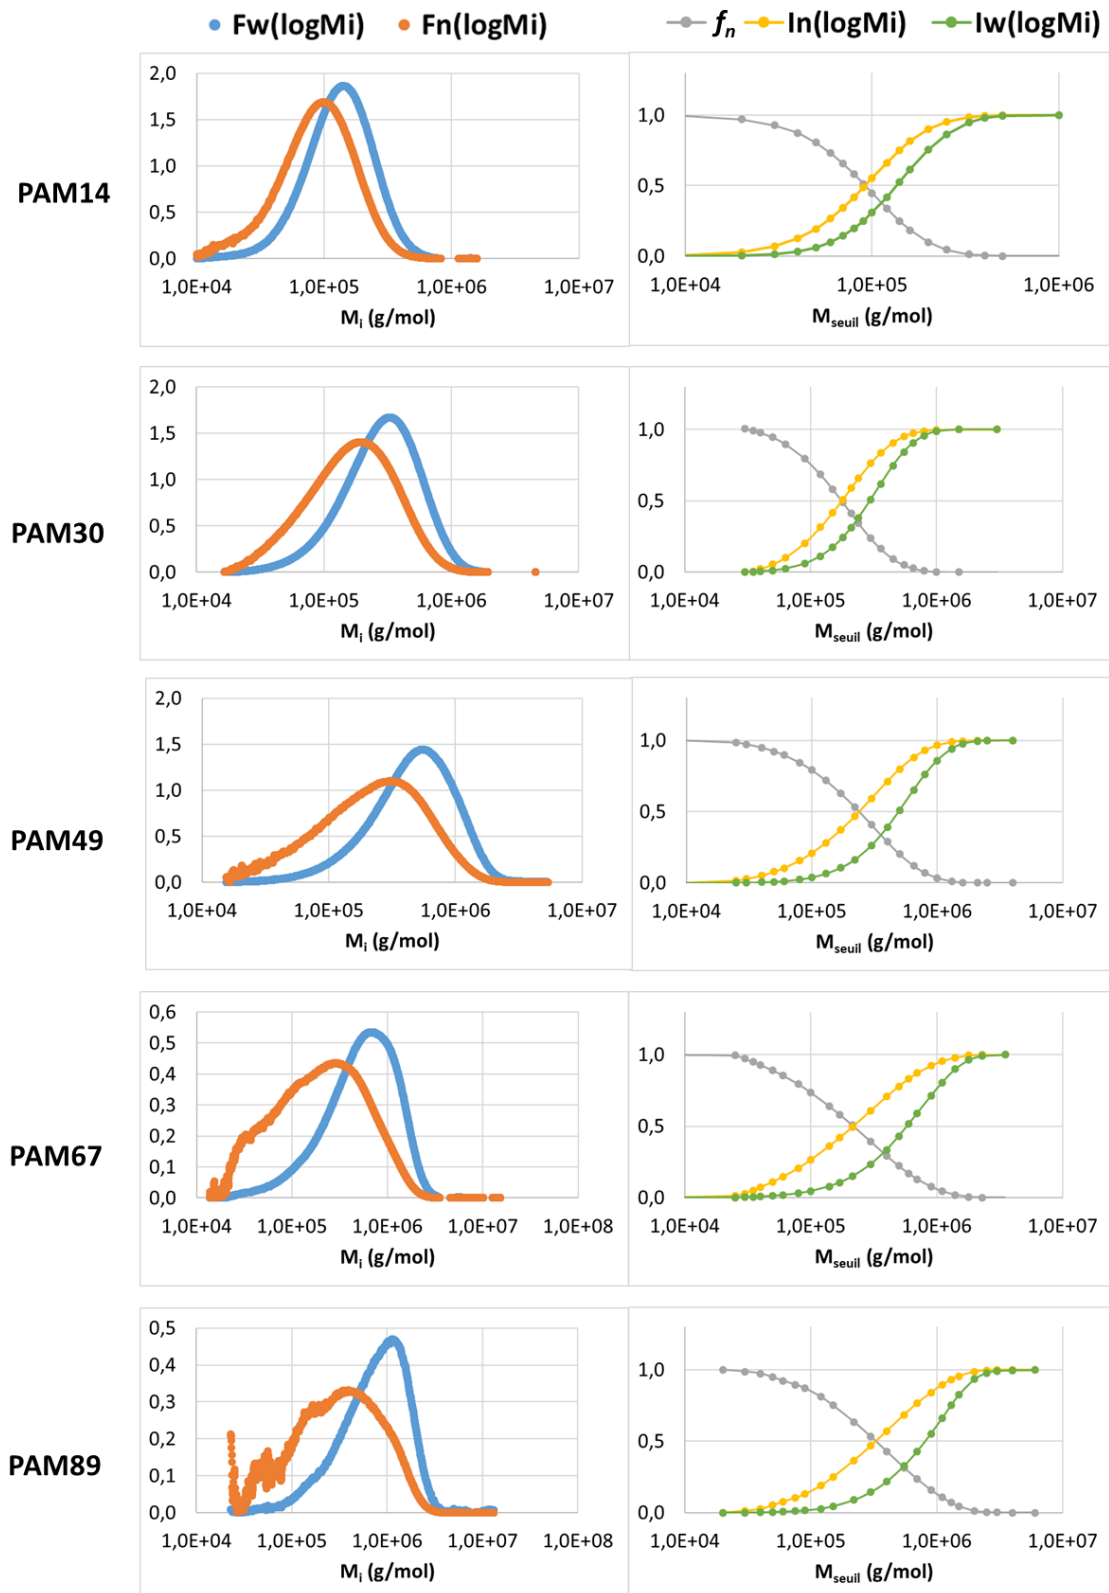 Fw(logMi) Fn(logMi)
fn In(logMi) Iw(logMi)
PAM14
2,0
1,5
1,0
0,5
0,0
1,0E+04 1,0E+05 1,0E+06 1,0E+07
Mi (g/mol)
1,0
0,5
0,0
1,0E+04 1,0E+05 1,0E+06
Mseuil (g/mol)
PAM30
2,0
1,5
1,0
0,5
0,0
1,0E+04 1,0E+05 1,0E+06 1,0E+07
Mi (g/mol)
1,0
0,5
0,0
1,0E+04 1,0E+05 1,0E+06 1,0E+07
Mseuil (g/mol)
PAM49
2,0
1,5
1,0
0,5
0,0
1,0E+04 1,0E+05 1,0E+06 1,0E+07
Mi (g/mol)
1,0
0,5
0,0
1,0E+04 1,0E+05 1,0E+06 1,0E+07
Mseuil (g/mol)
PAM67
0,6
0,5
0,4
0,3
0,2
0,1
0,0
1,0E+04 1,0E+05 1,0E+06 1,0E+07 1,0E+08
Mi (g/mol)
1,0
0,5
0,0
1,0E+04 1,0E+05 1,0E+06 1,0E+07
Mseuil (g/mol)
PAM89
0,5
0,4
0,3
0,2
0,1
0,0
1,0E+04 1,0E+05 1,0E+06 1,0E+07 1,0E+08
Mi (g/mol)
1,0
0,5
0,0
1,0E+04 1,0E+05 1,0E+06 1,0E+07
Mseuil (g/mol)